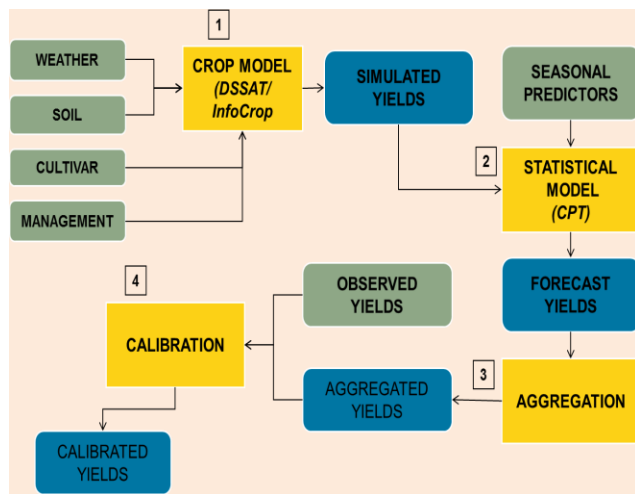 1
WEATHER
SOIL
CULTIVAR
MANAGEMENT
CROP MODEL
(DSSAT/
InfoCrop
SIMULATED
YIELDS
SEASONAL
PREDICTORS
2
STATISTICAL
MODEL
(CPT)
FORECAST
YIELDS
3
AGGREGATION
OBSERVED
YIELDS
AGGREGATED
YIELDS
4
CALIBRATION
CALIBRATED
YIELDS